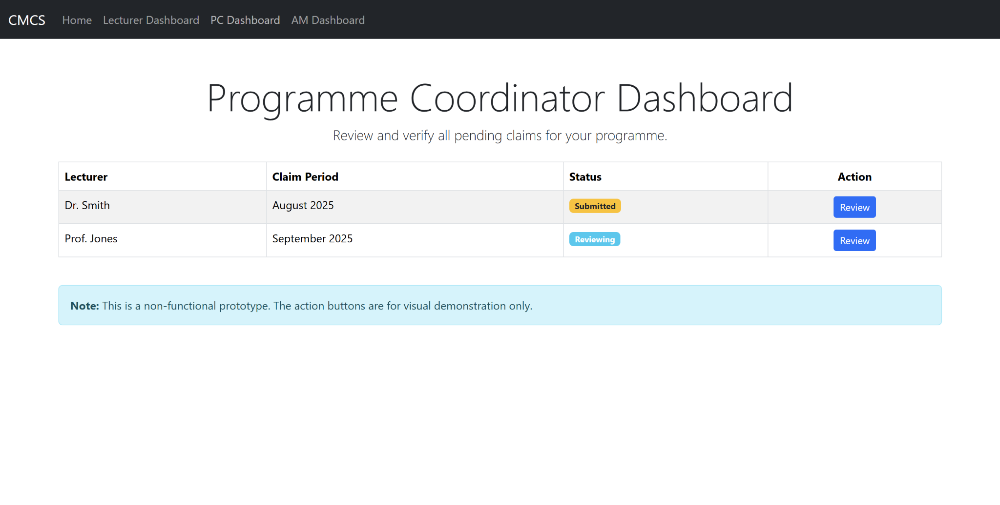 CMCS Home Lecturer Dashboard PC Dashboard AM Dashboard
Programme Coordinator Dashboard
Review and verify all pending claims for your programme.
Lecturer Claim Period Status Action
Dr. Smith August 2025 Submitted Review
Prof. Jones September 2025 Reviewing Review
Note: This is a non-functional prototype. The action buttons are for visual demonstration only.